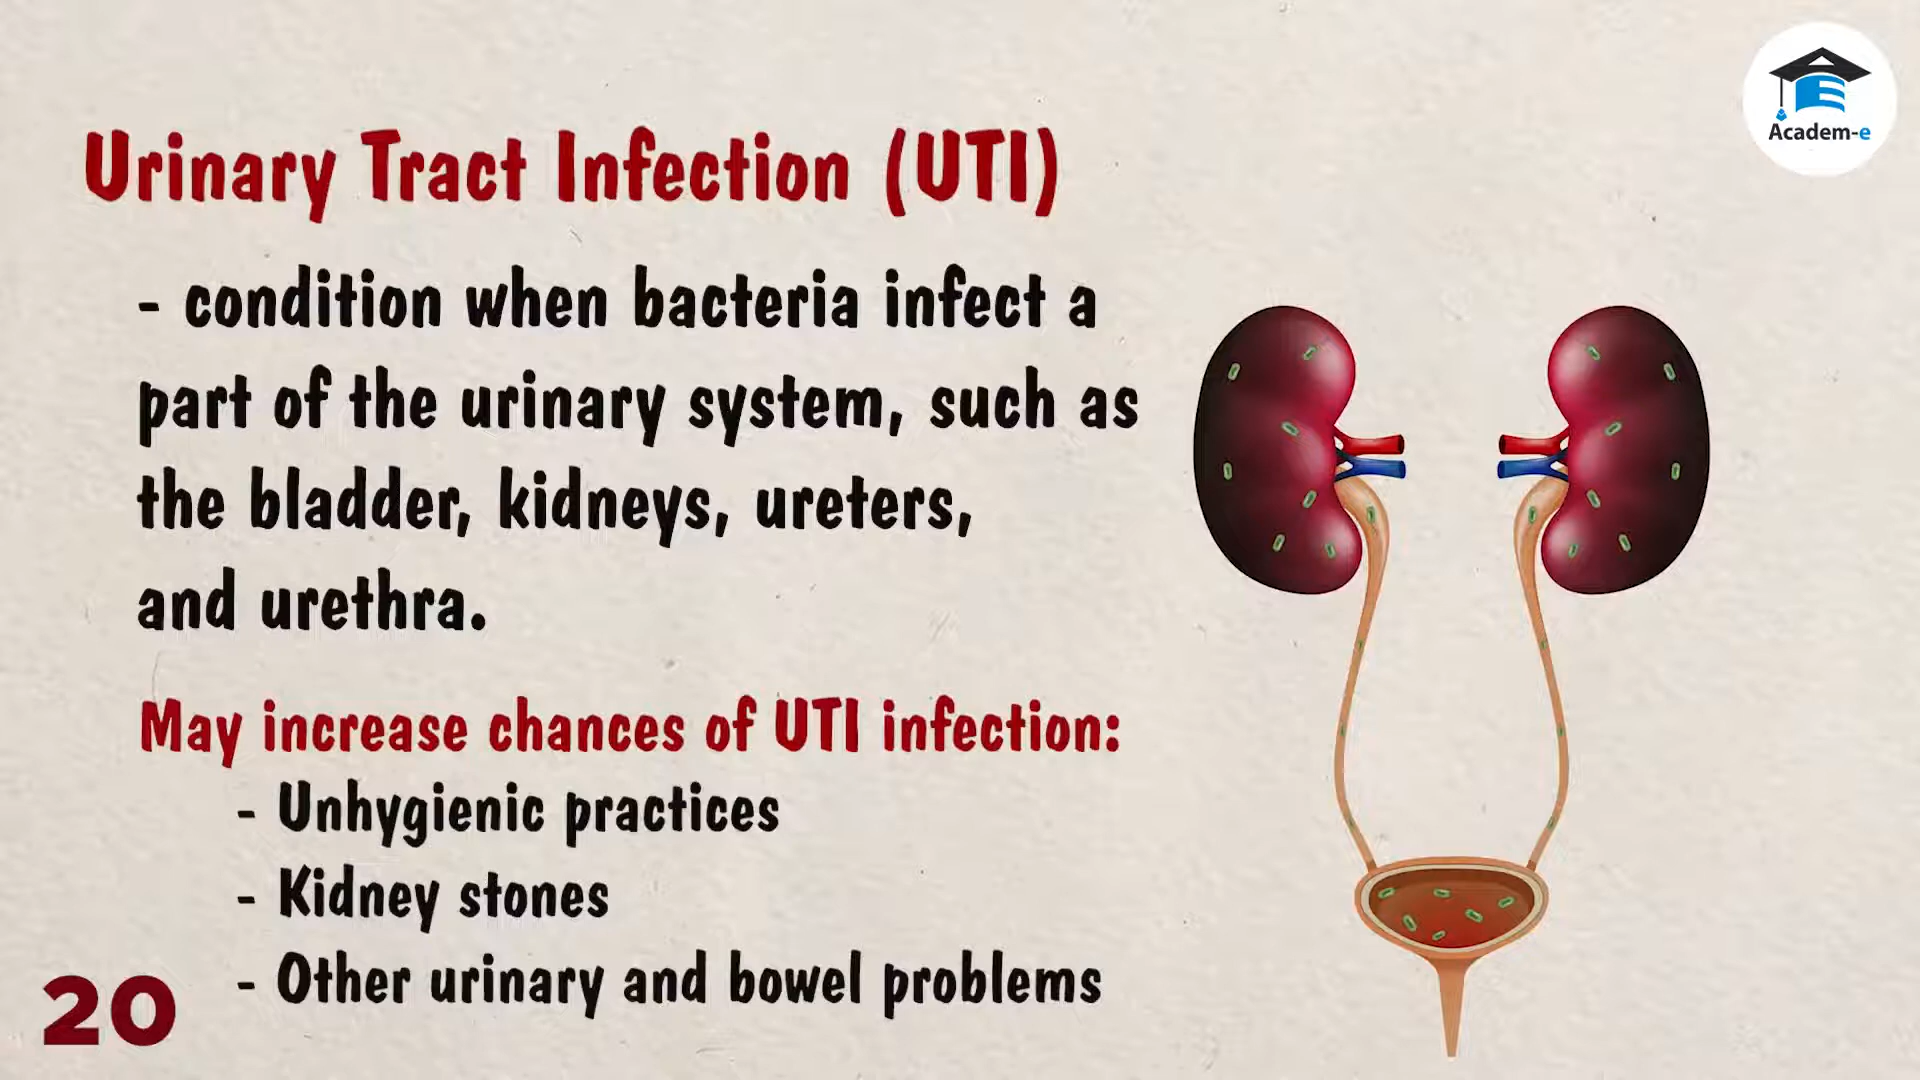 Academ-e
Urinary Tract Infection (UTI)
- condition when bacteria infect a
part of the urinary system, such as
the bladder, kidneys, ureters,
and urethra.
May increase chances of UTI infection:
- Unhygienic practices
- Kidney stones
- Other urinary and bowel problems
20